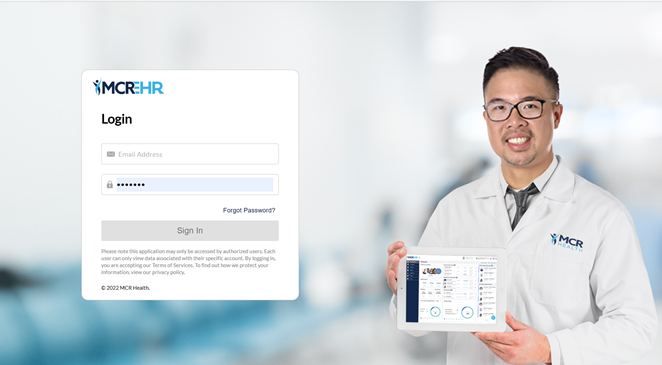 MCREHR
Login
Email Address
•••••••
Forgot Password?
Sign In
Please note this application may only be accessed by authorized users. Each
user can only view data associated with their specific account. By logging in,
you are accepting our Terms of Services. To find out how we protect your
information, view our privacy policy.
© 2022 MCR Health.
MCR
HEALTH
MCREHR